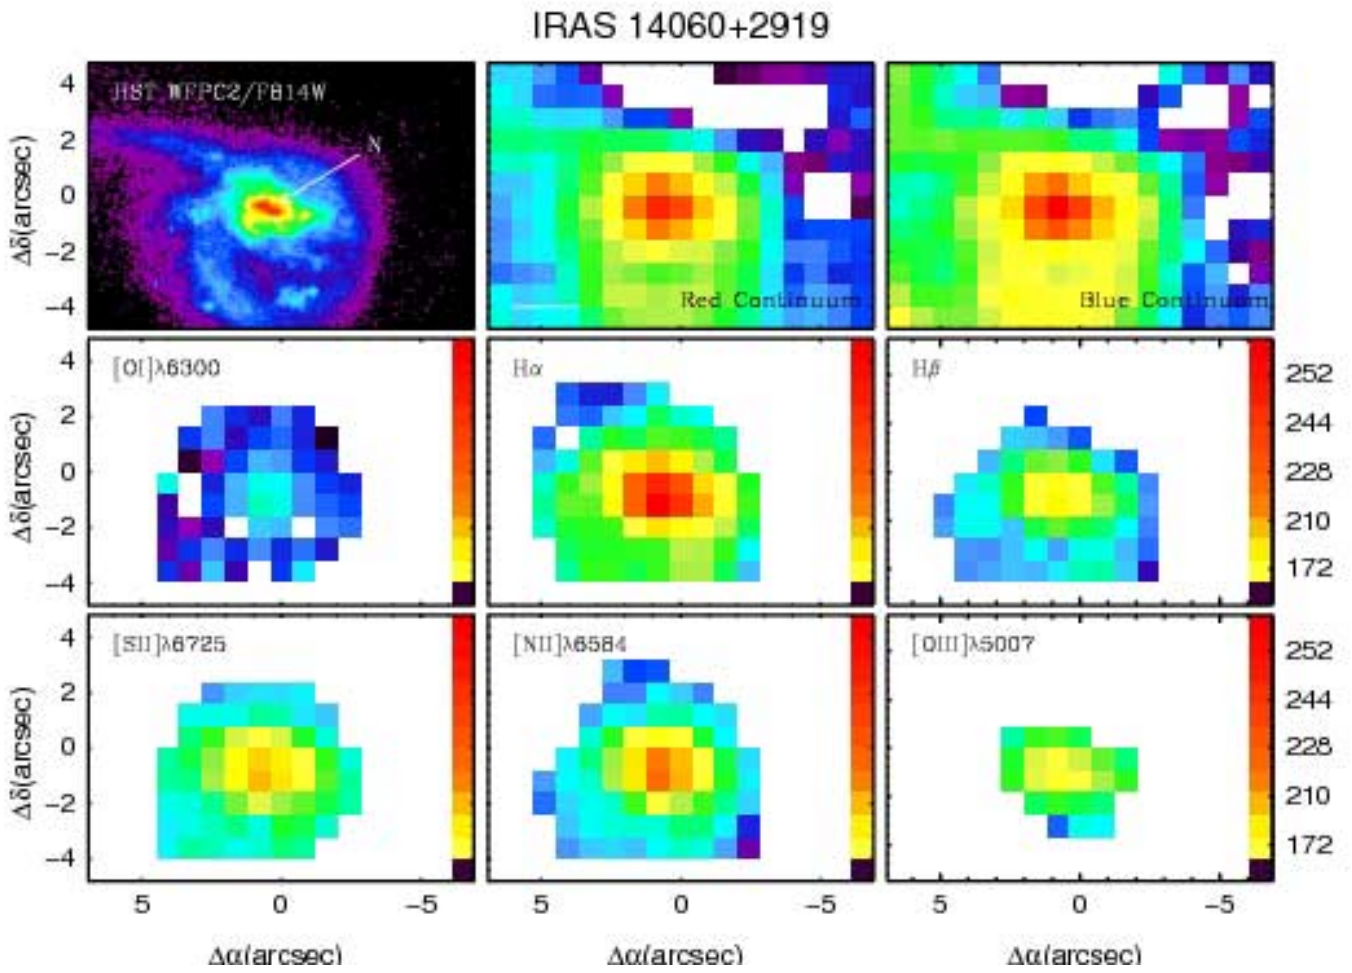 IRAS 14060+2919
HST WFPC2/F814W
N
Red Continuum
Blue Continuum
4
2
0
−2
−4
Δδ(arcsec)
[OI]λ6300
Hα
Hβ
4
2
0
−2
−4
Δδ(arcsec)
252
244
228
210
172
[SII]λ6725
[NII]λ6584
[OIII]λ5007
4
2
0
−2
−4
Δδ(arcsec)
252
244
228
210
172
5 0 −5 5 0 −5 5 0 −5
Δα(arcsec) Δα(arcsec) Δα(arcsec)